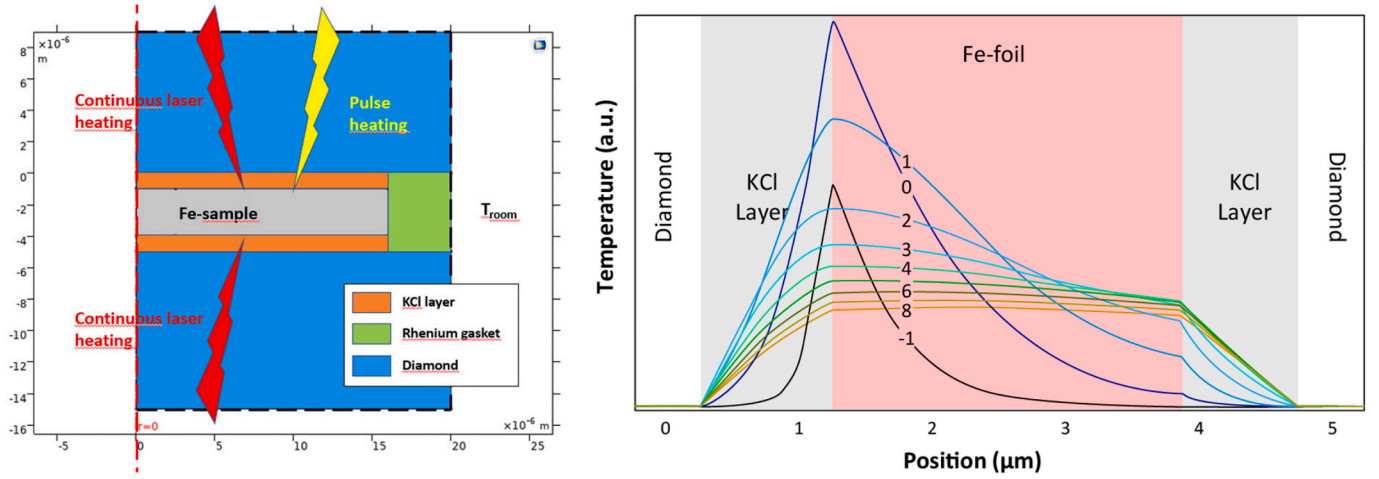 ×10⁻⁶
m
8
6
4
2
0
-2
-4
-6
-8
-10
-12
-14
-16
Continuous laser
heating
Pulse
heating
Fe-sample
T_room
Continuous laser
heating
KCl layer
Rhenium gasket
Diamond
r=0
×10⁻⁶ m
-5 0 5 10 15 20 25
Temperature (a.u.)
Diamond
KCl
Layer
Fe-foil
KCl
Layer
Diamond
1
0
2
3
4
6
8
-1
0 1 2 3 4 5
Position (μm)